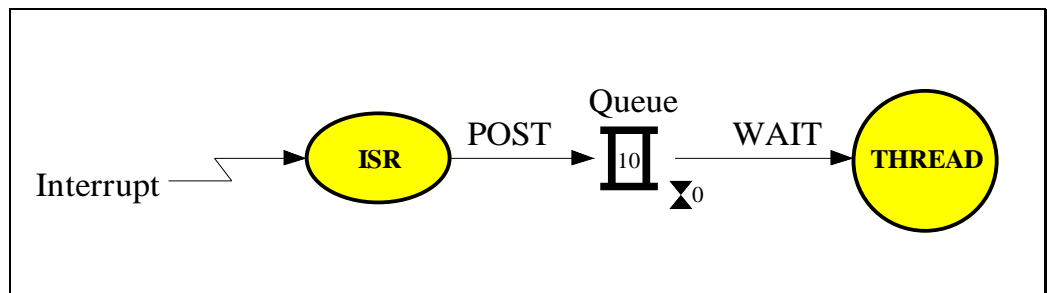 Interrupt
ISR
POST
Queue
10
0
WAIT
THREAD